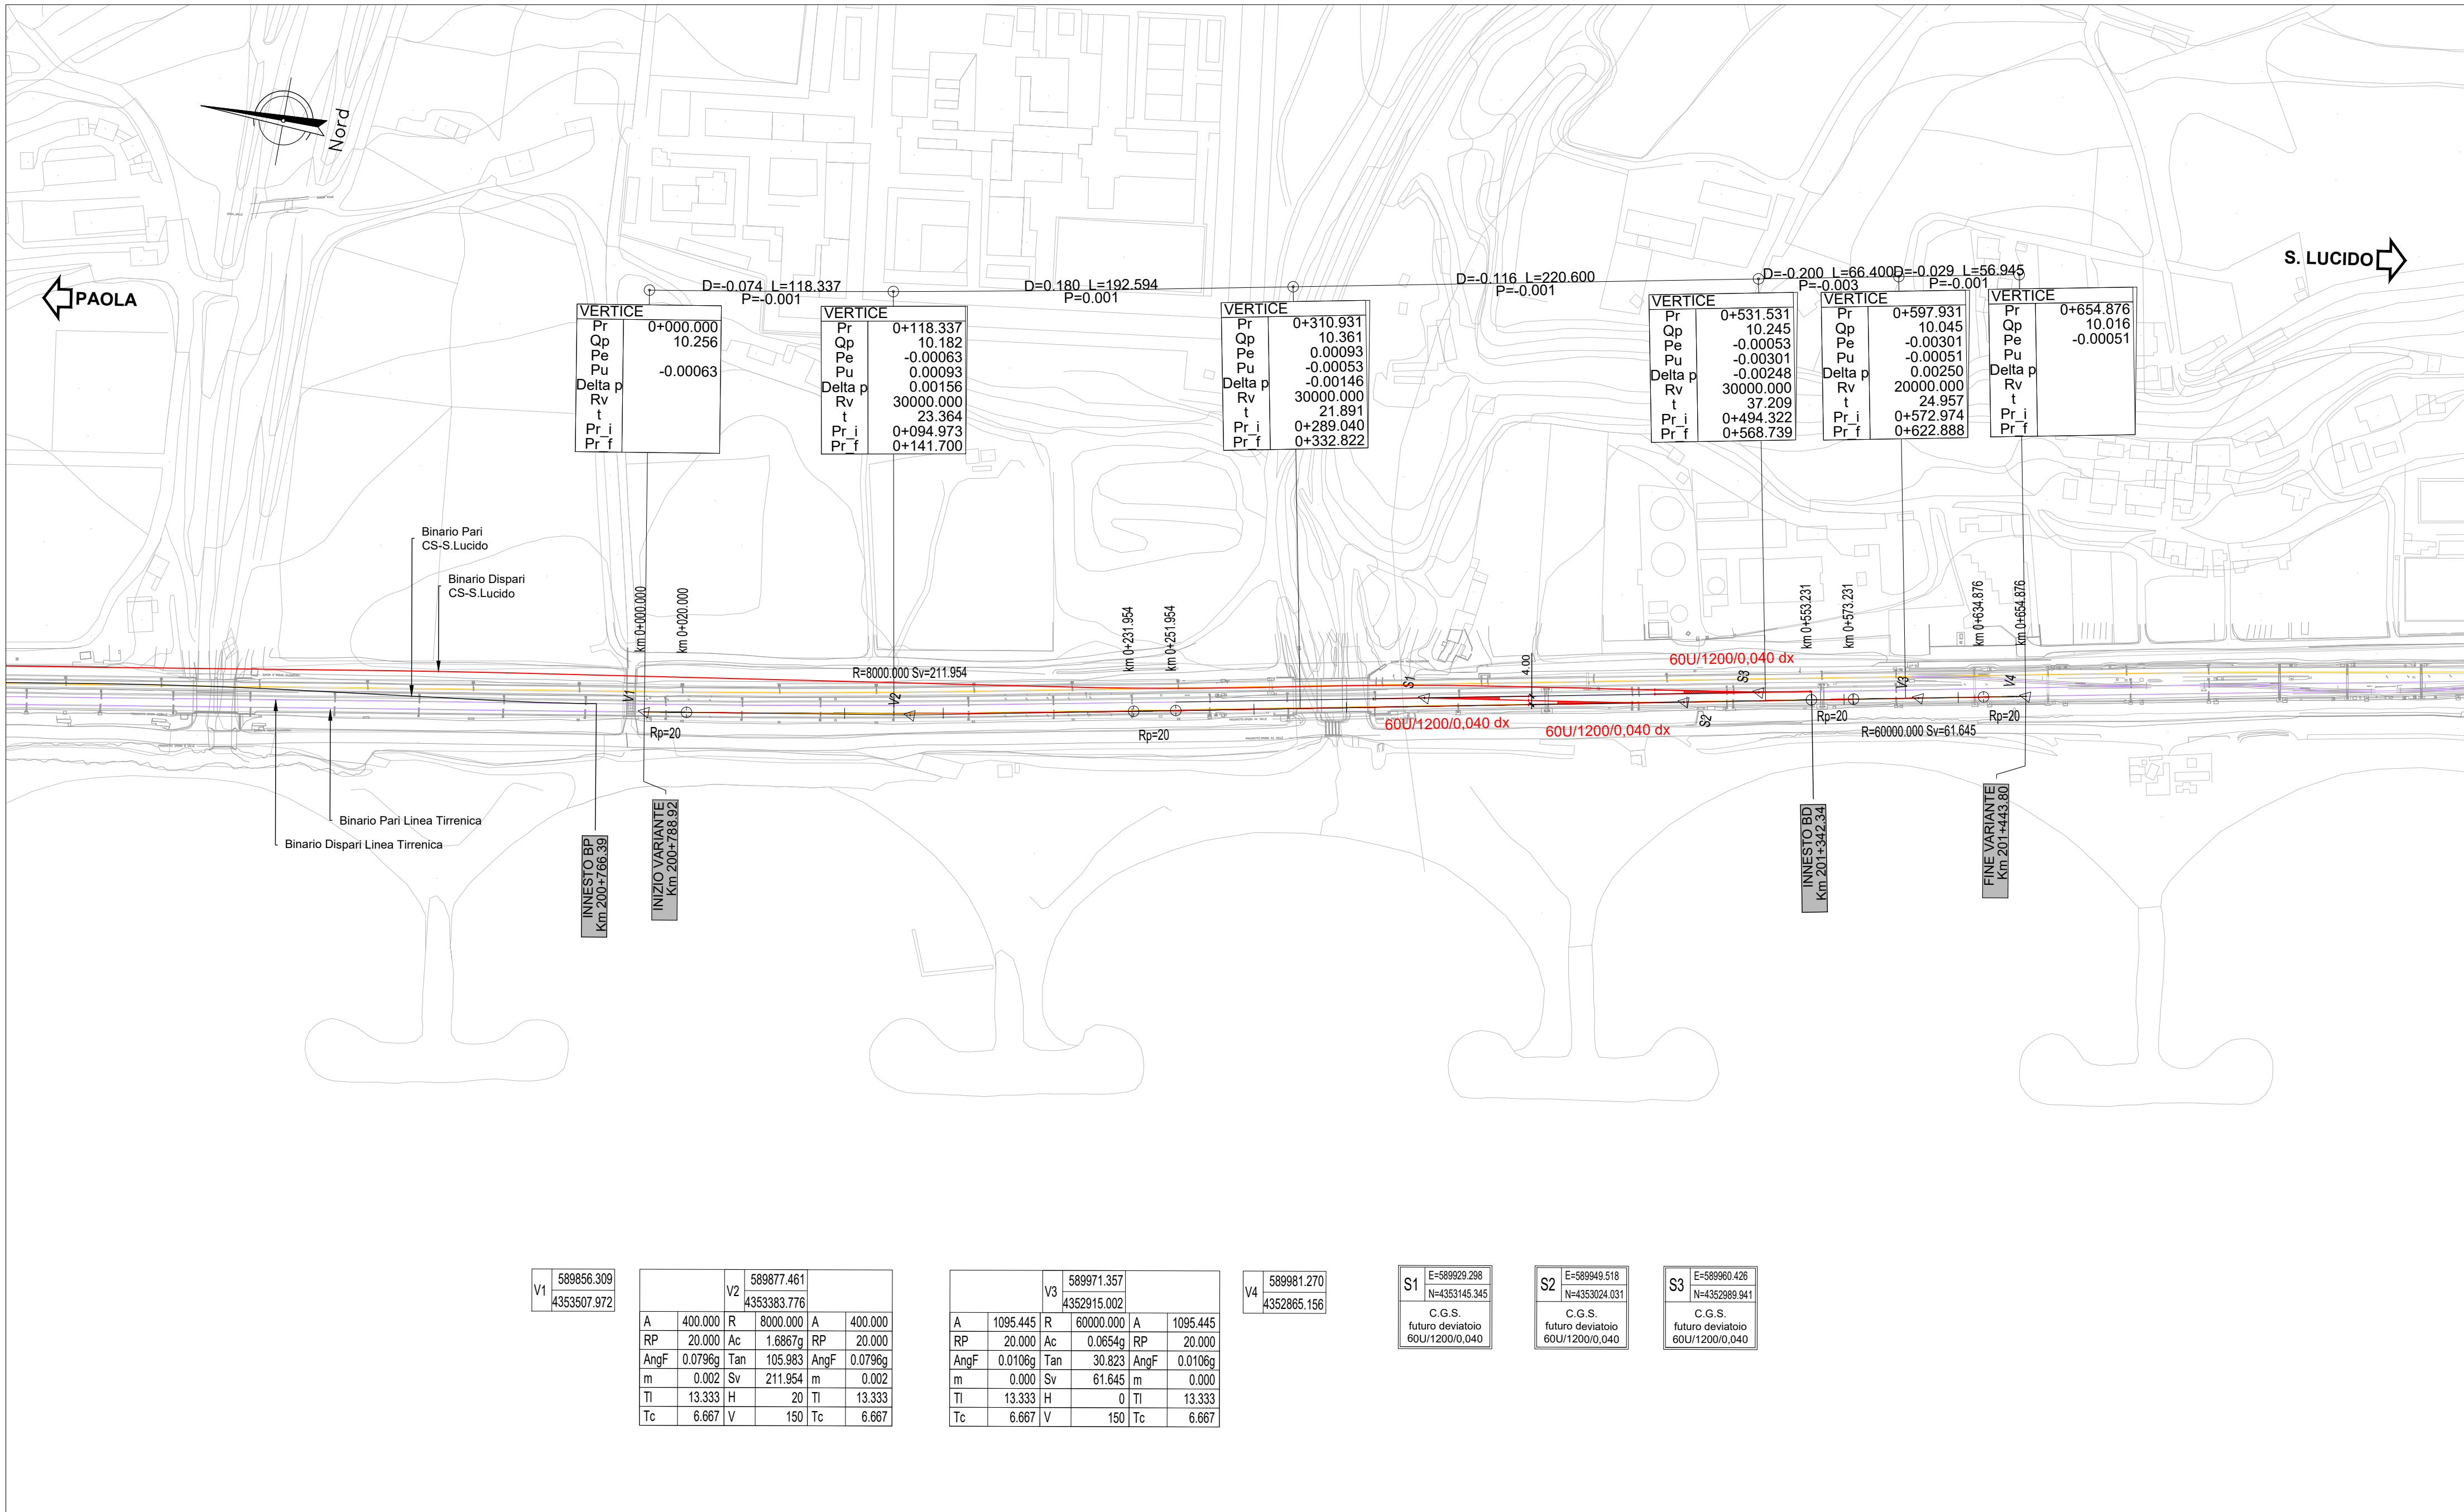 Nord
PAOLA
S. LUCIDO
D=-0.074 L=118.337
P=-0.001
D=0.180 L=192.594
P=0.001
D=-0.116 L=220.600
P=-0.001
D=-0.200 L=66.400
P=-0.003
D=-0.029 L=56.945
P=-0.001
VERTICE
Pr 0+000.000
Qp 10.256
Pe
Pu -0.00063
Delta p
Rv
t
Pr_i
Pr_f
VERTICE
Pr 0+118.337
Qp 10.182
Pe -0.00063
Pu 0.00093
Delta p 0.00156
Rv 30000.000
t 23.364
Pr_i 0+094.973
Pr_f 0+141.700
VERTICE
Pr 0+310.931
Qp 10.361
Pe 0.00093
Pu -0.00053
Delta p -0.00146
Rv 30000.000
t 21.891
Pr_i 0+289.040
Pr_f 0+332.822
VERTICE
Pr 0+531.531
Qp 10.245
Pe -0.00053
Pu -0.00301
Delta p -0.00248
Rv 30000.000
t 37.209
Pr_i 0+494.322
Pr_f 0+568.739
VERTICE
Pr 0+597.931
Qp 10.045
Pe -0.00301
Pu -0.00051
Delta p 0.00250
Rv 20000.000
t 24.957
Pr_i 0+572.974
Pr_f 0+622.888
VERTICE
Pr 0+654.876
Qp 10.016
Pe -0.00051
Pu
Delta p
Rv
t
Pr_i
Pr_f
Binario Pari
CS-S.Lucido
Binario Dispari
CS-S.Lucido
km 0+000.000
km 0+020.000
km 0+231.954
km 0+251.954
km 0+553.231
km 0+573.231
km 0+634.876
km 0+654.876
R=8000.000 Sv=211.954
4.00
60U/1200/0,040 dx
V1
V2
S1
S3
V3
V4
S2
Rp=20
Rp=20
60U/1200/0,040 dx
60U/1200/0,040 dx
Rp=20
Rp=20
R=60000.000 Sv=61.645
Binario Pari Linea Tirrenica
Binario Dispari Linea Tirrenica
INNESTO BP
Km 200+766.39
INIZIO VARIANTE
Km 200+788.92
INNESTO BD
Km 201+342.34
FINE VARIANTE
Km 201+443.80
V1 589856.309
4353507.972
V2 589877.461
4353383.776
A 400.000 R 8000.000 A 400.000
RP 20.000 Ac 1.6867g RP 20.000
AngF 0.0796g Tan 105.983 AngF 0.0796g
m 0.002 Sv 211.954 m 0.002
Tl 13.333 H 20 Tl 13.333
Tc 6.667 V 150 Tc 6.667
V3 589971.357
4352915.002
A 1095.445 R 60000.000 A 1095.445
RP 20.000 Ac 0.0654g RP 20.000
AngF 0.0106g Tan 30.823 AngF 0.0106g
m 0.000 Sv 61.645 m 0.000
Tl 13.333 H 0 Tl 13.333
Tc 6.667 V 150 Tc 6.667
V4 589981.270
4352865.156
S1 E=589929.298
N=4353145.345
C.G.S.
futuro deviatoio
60U/1200/0,040
S2 E=589949.518
N=4353024.031
C.G.S.
futuro deviatoio
60U/1200/0,040
S3 E=589960.426
N=4352989.941
C.G.S.
futuro deviatoio
60U/1200/0,040